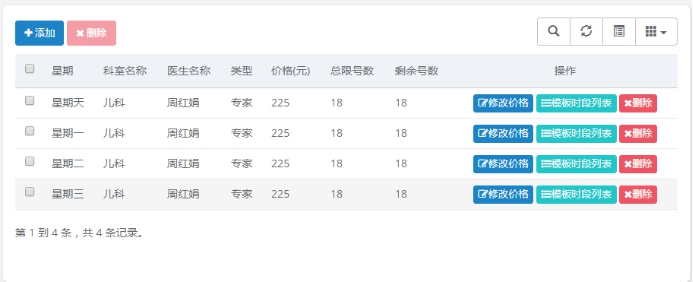 添加 删除
星期 科室名称 医生名称 类型 价格(元) 总限号数 剩余号数 操作
星期天 儿科 周红娟 专家 225 18 18 修改价格 模板时段列表 删除
星期一 儿科 周红娟 专家 225 18 18 修改价格 模板时段列表 删除
星期二 儿科 周红娟 专家 225 18 18 修改价格 模板时段列表 删除
星期三 儿科 周红娟 专家 225 18 18 修改价格 模板时段列表 删除
第 1 到 4 条，共 4 条记录。